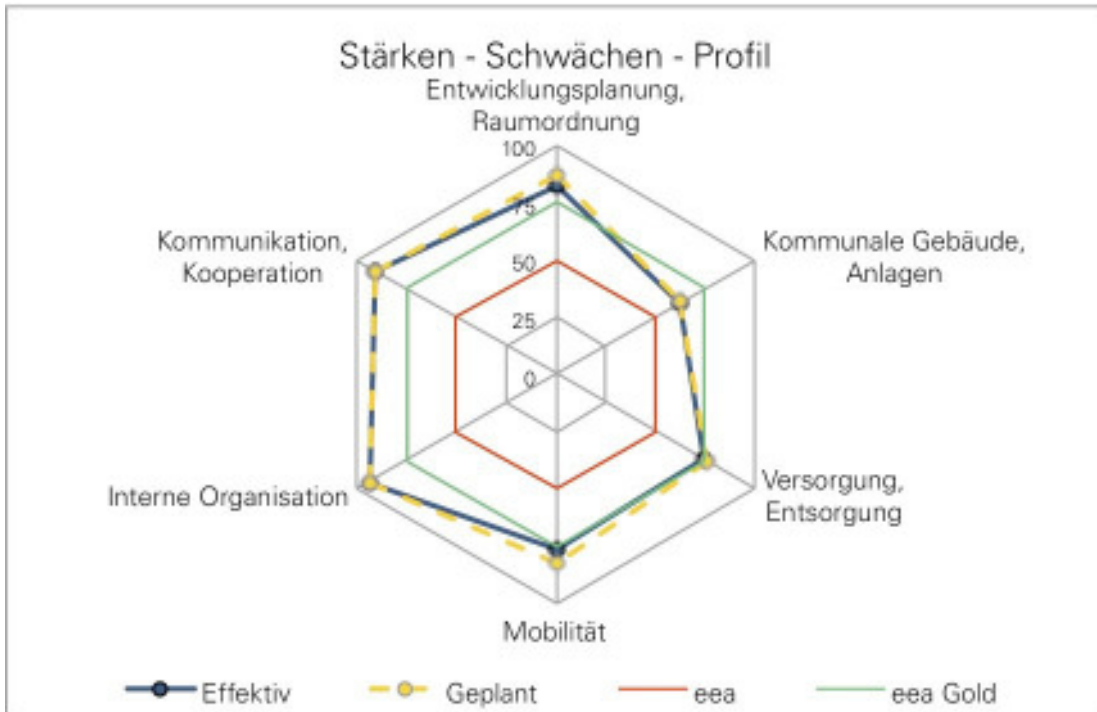 Stärken - Schwächen - Profil
Entwicklungsplanung,
Raumordnung
100
75
50
25
0
Kommunale Gebäude,
Anlagen
Versorgung,
Entsorgung
Mobilität
Interne Organisation
Kommunikation,
Kooperation
Effektiv
Geplant
eea
eea Gold